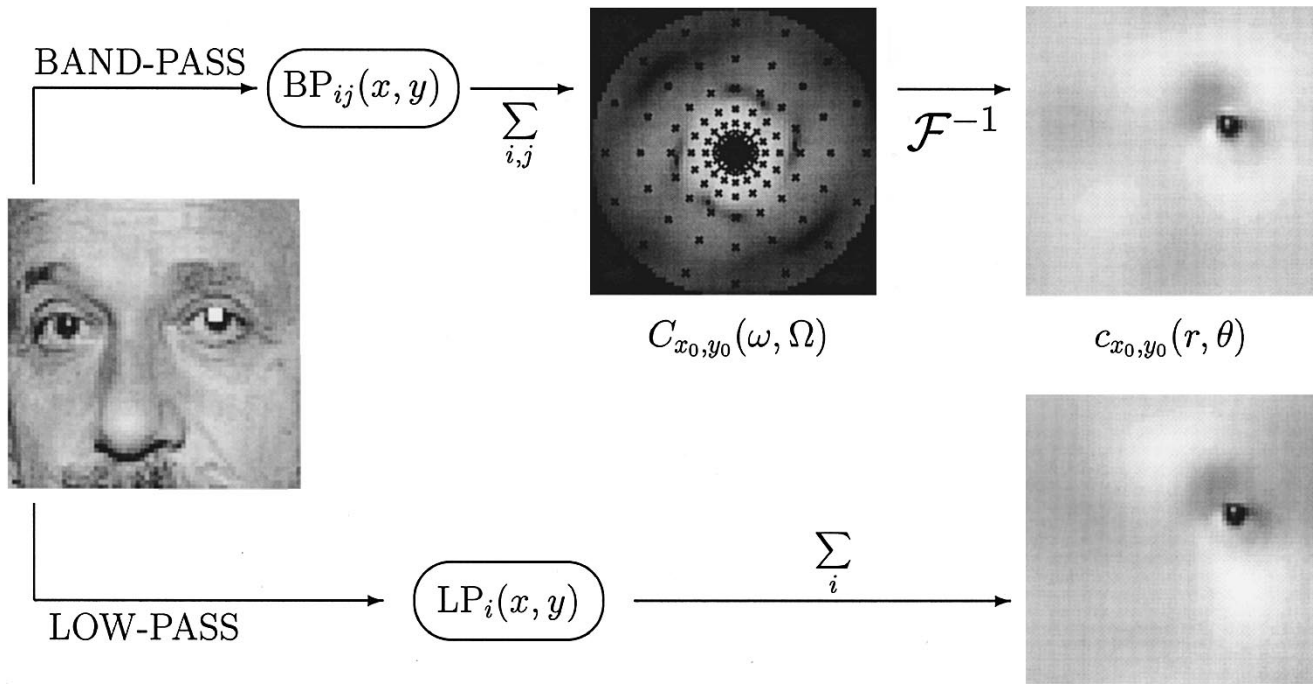 BAND-PASS
BP_{ij}(x, y)
∑_{i,j}
𝓕^{-1}
C_{x_0,y_0}(ω, Ω)
c_{x_0,y_0}(r, θ)
∑_i
LP_i(x, y)
LOW-PASS